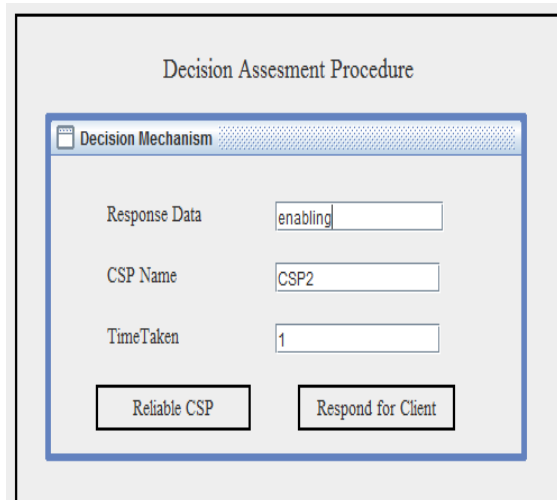 Decision Assesment Procedure
Decision Mechanism
Response Data enabling
CSP Name CSP2
TimeTaken 1
Reliable CSP Respond for Client